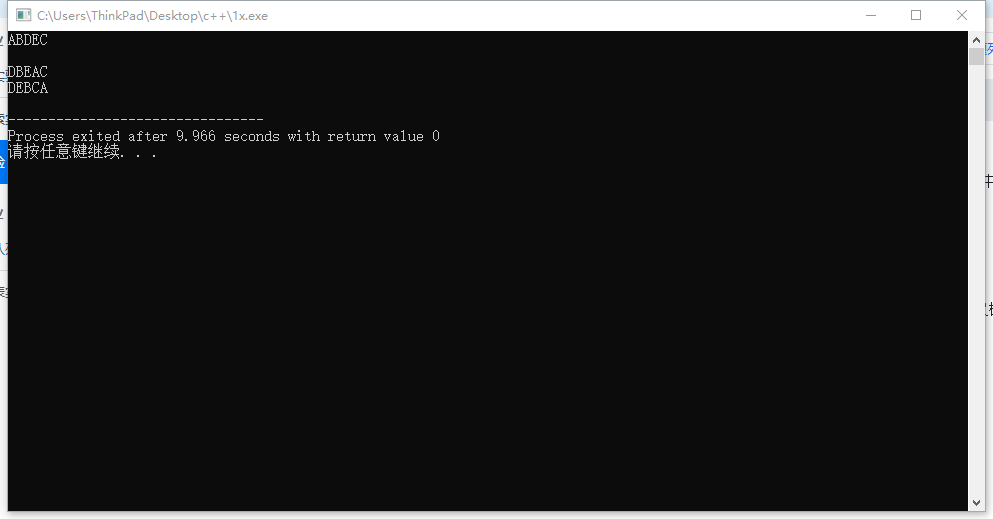 C:\Users\ThinkPad\Desktop\c++\1x.exe
ABDEC
DBEAC
DEBCA
--------------------------------
Process exited after 9.966 seconds with return value 0
请按任意键继续. . .